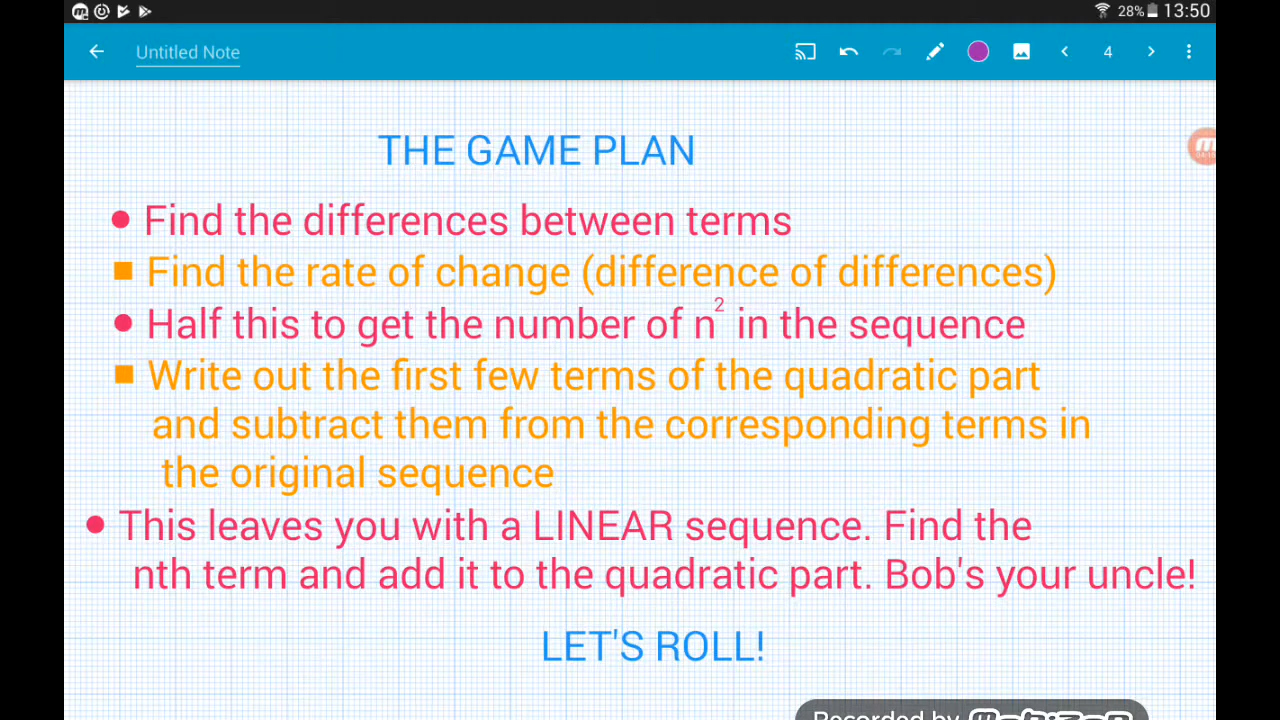 28% 13:50
Untitled Note
4
THE GAME PLAN
● Find the differences between terms
■ Find the rate of change (difference of differences)
● Half this to get the number of n² in the sequence
■ Write out the first few terms of the quadratic part
and subtract them from the corresponding terms in
the original sequence
● This leaves you with a LINEAR sequence. Find the
nth term and add it to the quadratic part. Bob's your uncle!
LET'S ROLL!
Recorded by